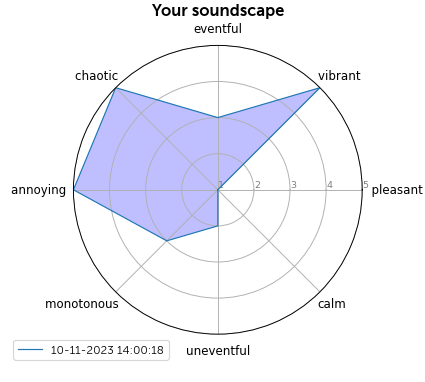 Your soundscape
eventful
chaotic
vibrant
annoying
1
2
3
4
5
pleasant
monotonous
calm
10-11-2023 14:00:18
uneventful